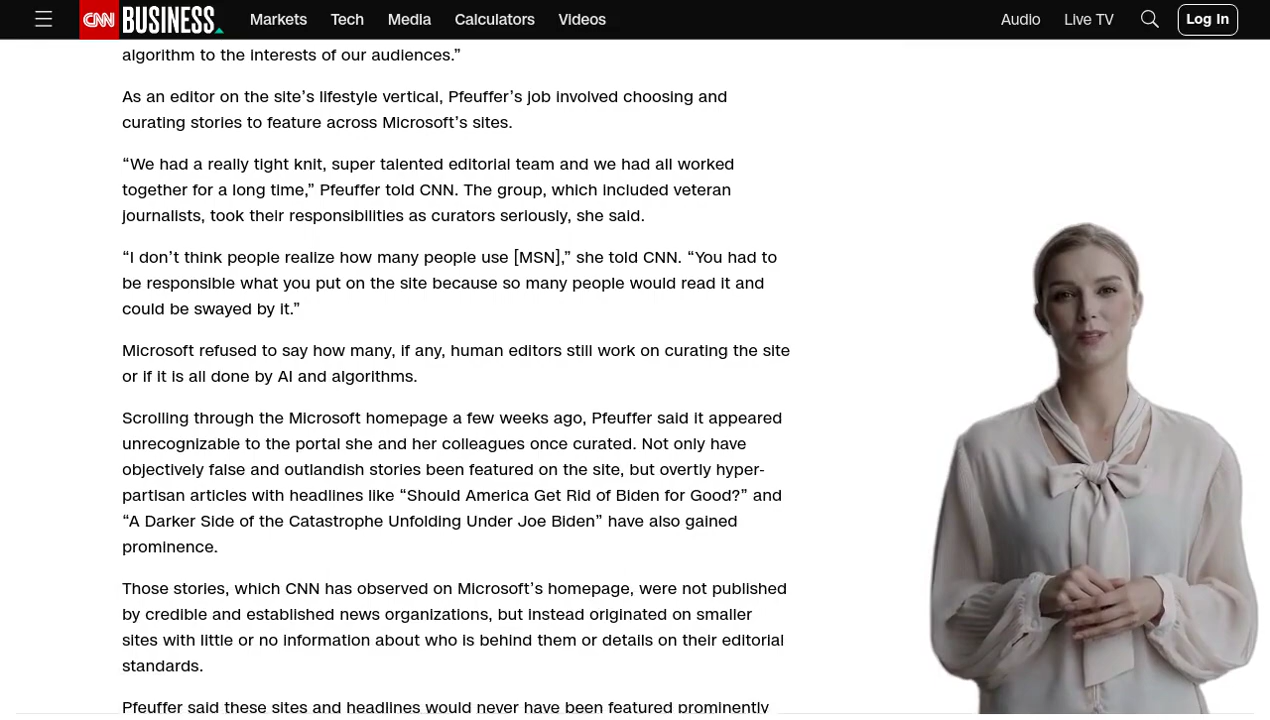 CNN BUSINESS
Markets
Tech
Media
Calculators
Videos
Audio
Live TV
Log In
algorithm to the interests of our audiences.”
As an editor on the site’s lifestyle vertical, Pfeuffer’s job involved choosing and
curating stories to feature across Microsoft’s sites.
“We had a really tight knit, super talented editorial team and we had all worked
together for a long time,” Pfeuffer told CNN. The group, which included veteran
journalists, took their responsibilities as curators seriously, she said.
“I don’t think people realize how many people use [MSN],” she told CNN. “You had to
be responsible what you put on the site because so many people would read it and
could be swayed by it.”
Microsoft refused to say how many, if any, human editors still work on curating the site
or if it is all done by AI and algorithms.
Scrolling through the Microsoft homepage a few weeks ago, Pfeuffer said it appeared
unrecognizable to the portal she and her colleagues once curated. Not only have
objectively false and outlandish stories been featured on the site, but overtly hyper-
partisan articles with headlines like “Should America Get Rid of Biden for Good?” and
“A Darker Side of the Catastrophe Unfolding Under Joe Biden” have also gained
prominence.
Those stories, which CNN has observed on Microsoft’s homepage, were not published
by credible and established news organizations, but instead originated on smaller
sites with little or no information about who is behind them or details on their editorial
standards.
Pfeuffer said these sites and headlines would never have been featured prominently